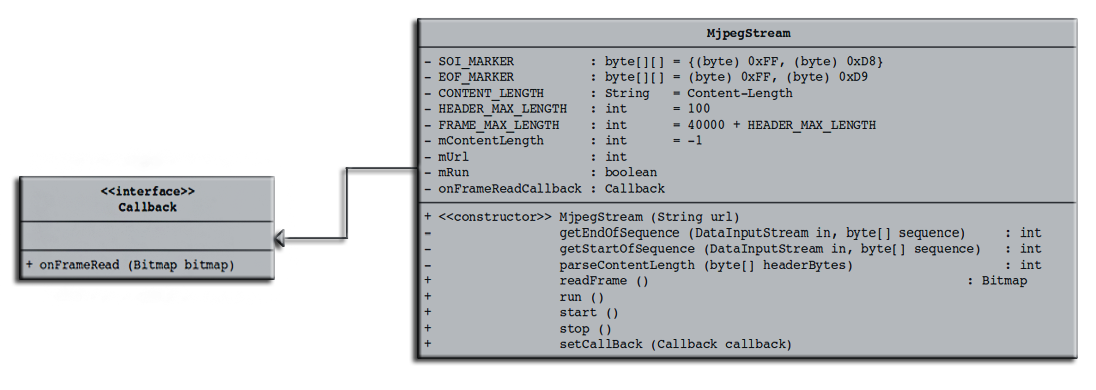 <<interface>>
Callback
+ onFrameRead (Bitmap bitmap)
MjpegStream
- SOI_MARKER : byte[][] = {(byte) 0xFF, (byte) 0xD8}
- EOF_MARKER : byte[][] = (byte) 0xFF, (byte) 0xD9
- CONTENT_LENGTH : String = Content-Length
- HEADER_MAX_LENGTH : int = 100
- FRAME_MAX_LENGTH : int = 40000 + HEADER_MAX_LENGTH
- mContentLength : int = -1
- mUrl : int
- mRun : boolean
- onFrameReadCallback : Callback
+ <<constructor>> MjpegStream (String url)
- getEndOfSequence (DataInputStream in, byte[] sequence) : int
- getStartOfSequence (DataInputStream in, byte[] sequence) : int
- parseContentLength (byte[] headerBytes) : int
+ readFrame () : Bitmap
+ run ()
+ start ()
+ stop ()
+ setCallBack (Callback callback)